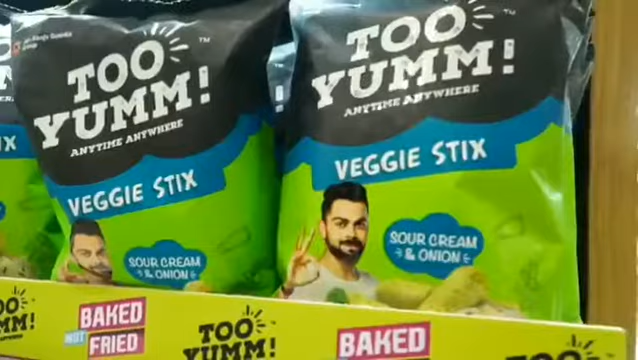 TOO
YUMM!
ANYTIME ANYWHERE
VEGGIE STIX
SOUR CREAM
& ONION
TOO
YUMM!
ANYTIME ANYWHERE
VEGGIE STIX
SOUR CREAM
& ONION
BAKED
NOT
FRIED
TOO
YUMM!
BAKED
TOO